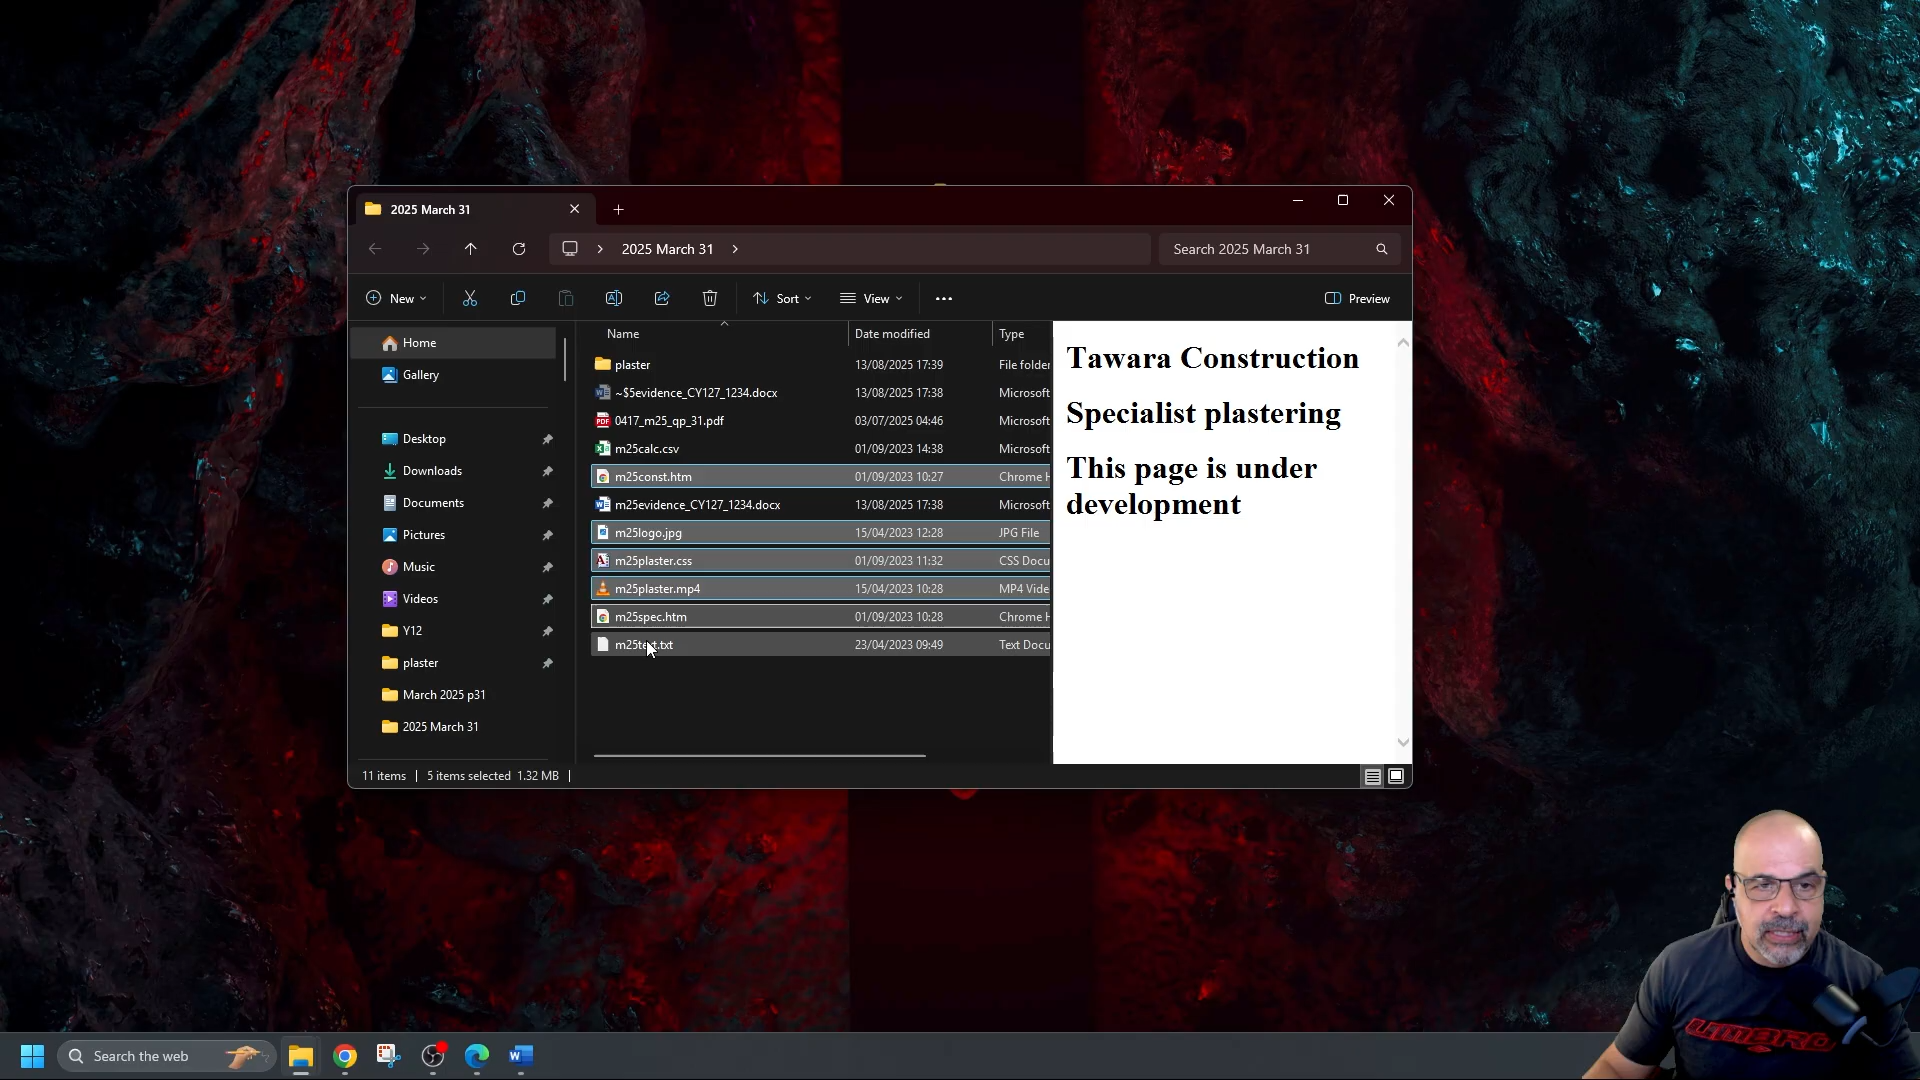 2025 March 31
2025 March 31
Search 2025 March 31
New
Sort
View
Preview
Home
Gallery
Desktop
Downloads
Documents
Pictures
Music
Videos
Y12
plaster
March 2025 p31
2025 March 31
Name Date modified Type
plaster 13/08/2025 17:39 File folder
~$5evidence_CY127_1234.docx 13/08/2025 17:38 Microsoft
0417_m25_qp_31.pdf 03/07/2025 04:46 Microsoft
m25calc.csv 01/09/2023 14:38 Microsoft
m25const.htm 01/09/2023 10:27 Chrome H
m25evidence_CY127_1234.docx 13/08/2025 17:38 Microsoft
m25logo.jpg 15/04/2023 12:28 JPG File
m25plaster.css 01/09/2023 11:32 CSS Docu
m25plaster.mp4 15/04/2023 10:28 MP4 Vide
m25spec.htm 01/09/2023 10:28 Chrome H
m25text.txt 23/04/2023 09:49 Text Docu
Tawara Construction
Specialist plastering
This page is under
development
11 items 5 items selected 1.32 MB
Search the web
UMBRO